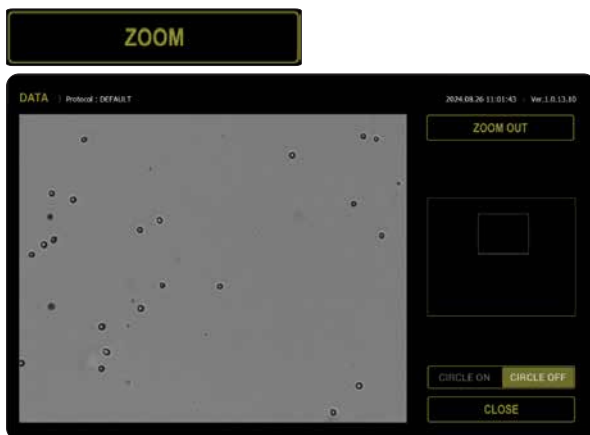 ZOOM
DATA | Protocol : DEFAULT 2024.08.26 11:01:43 Ver.1.0.13.10
ZOOM OUT
CIRCLE ON CIRCLE OFF
CLOSE